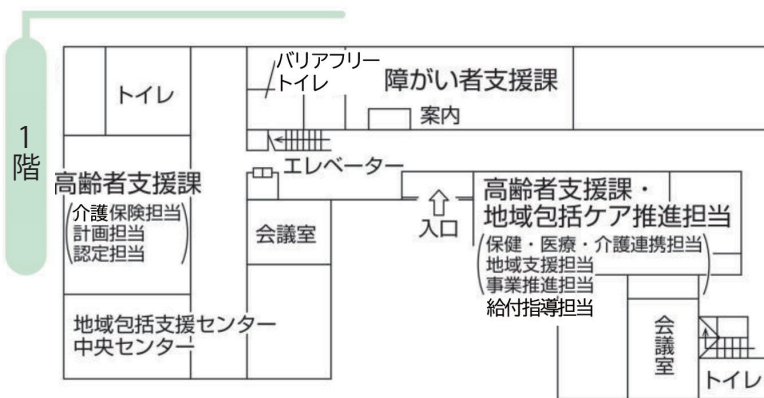 1階
トイレ
バリアフリー
トイレ
障がい者支援課
案内
エレベーター
高齢者支援課
(介護保険担当
計画担当
認定担当)
会議室
入口
高齢者支援課・
地域包括ケア推進担当
(保健・医療・介護連携担当
地域支援担当
事業推進担当
給付指導担当)
地域包括支援センター
中央センター
会議室
トイレ